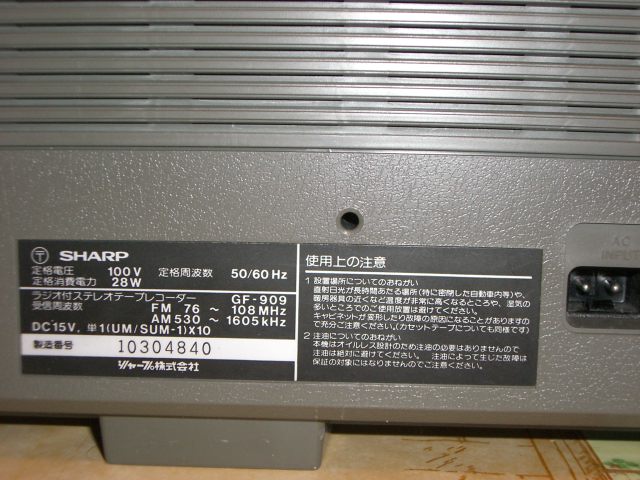 〒 SHARP
定格電圧 100V 定格周波数 50/60Hz
定格消費電力 28W
ラジオ付ステレオテープレコーダー GF-909
受信周波数 FM 76 ～ 108MHz
AM 530 ～ 1605kHz
DC15V, 単1(UM/SUM-1)X10
製造番号 10304840
シャープ株式会社
使用上の注意
1 設置場所についてのおねがい
直射日光が長時間あたる場所(特に密閉した自動車内等)や、
暖房器具の近くなど温度が非常に高くなるところや、湿気の
多いところでのご使用放置は避けてください。
キャビネットが変形したり故障の原因になることがありますの
で充分ご注意ください。(カセットテープについても同様です)
2 注油についてのおねがい
本機はオイルレス設計のため注油の必要はありませんので
注油は絶対に避けてください。 注油によって生じた故障は
保証の対象にはなりませんのでご注意ください。
AC
INPUT